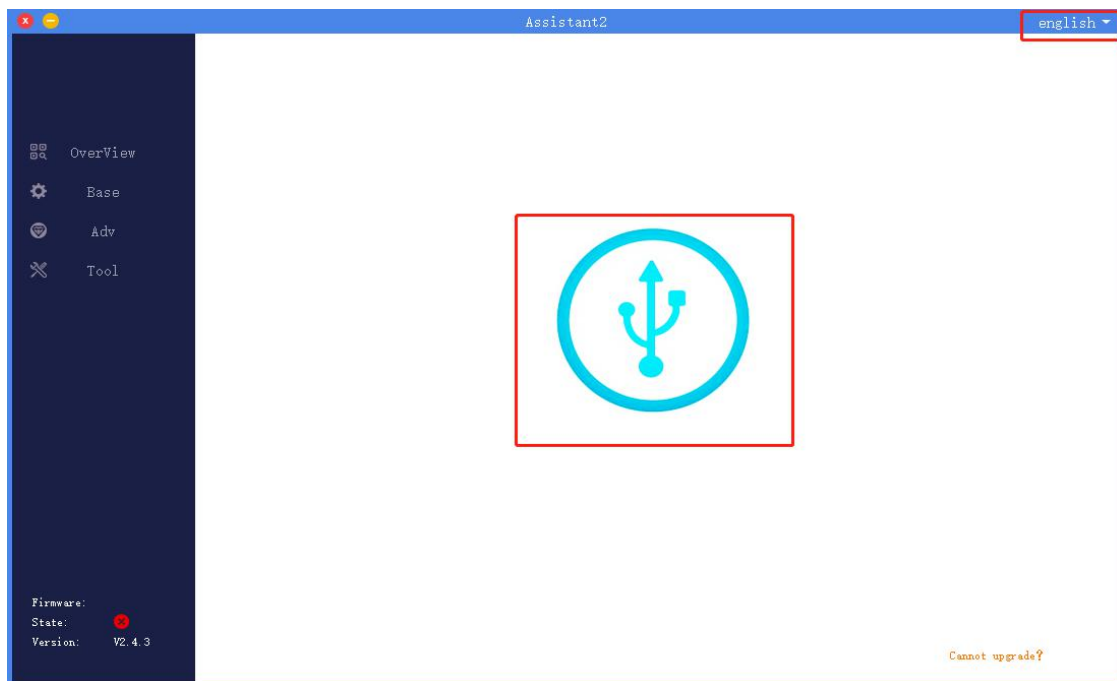 Assistant2
english
OverView
Base
Adv
Tool
Firmware:
State:
Version: V2.4.3
Cannot upgrade?